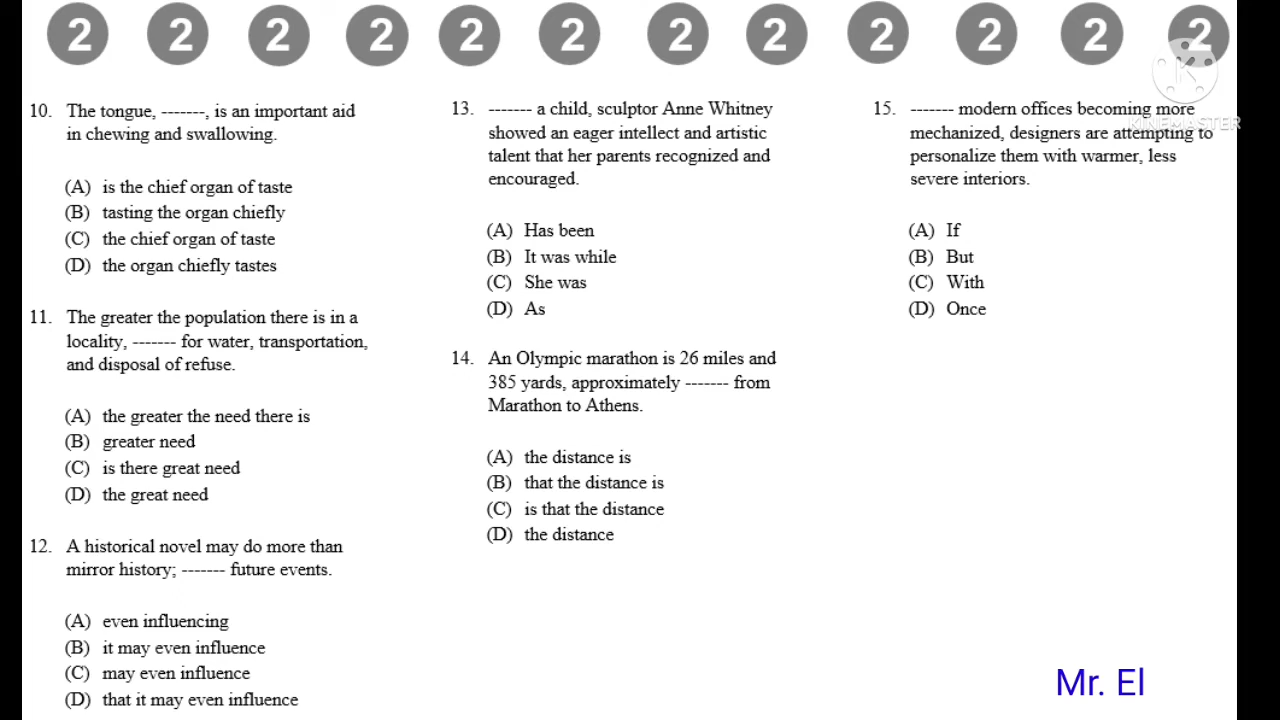 2 2 2 2 2 2 2 2 2 2 2 2
10. The tongue, -------, is an important aid
in chewing and swallowing.
(A) is the chief organ of taste
(B) tasting the organ chiefly
(C) the chief organ of taste
(D) the organ chiefly tastes
11. The greater the population there is in a
locality, ------- for water, transportation,
and disposal of refuse.
(A) the greater the need there is
(B) greater need
(C) is there great need
(D) the great need
12. A historical novel may do more than
mirror history; ------- future events.
(A) even influencing
(B) it may even influence
(C) may even influence
(D) that it may even influence
13. ------- a child, sculptor Anne Whitney
showed an eager intellect and artistic
talent that her parents recognized and
encouraged.
(A) Has been
(B) It was while
(C) She was
(D) As
14. An Olympic marathon is 26 miles and
385 yards, approximately ------- from
Marathon to Athens.
(A) the distance is
(B) that the distance is
(C) is that the distance
(D) the distance
15. ------- modern offices becoming more
mechanized, designers are attempting to
personalize them with warmer, less
severe interiors.
(A) If
(B) But
(C) With
(D) Once
K
KINEMASTER
Mr. El